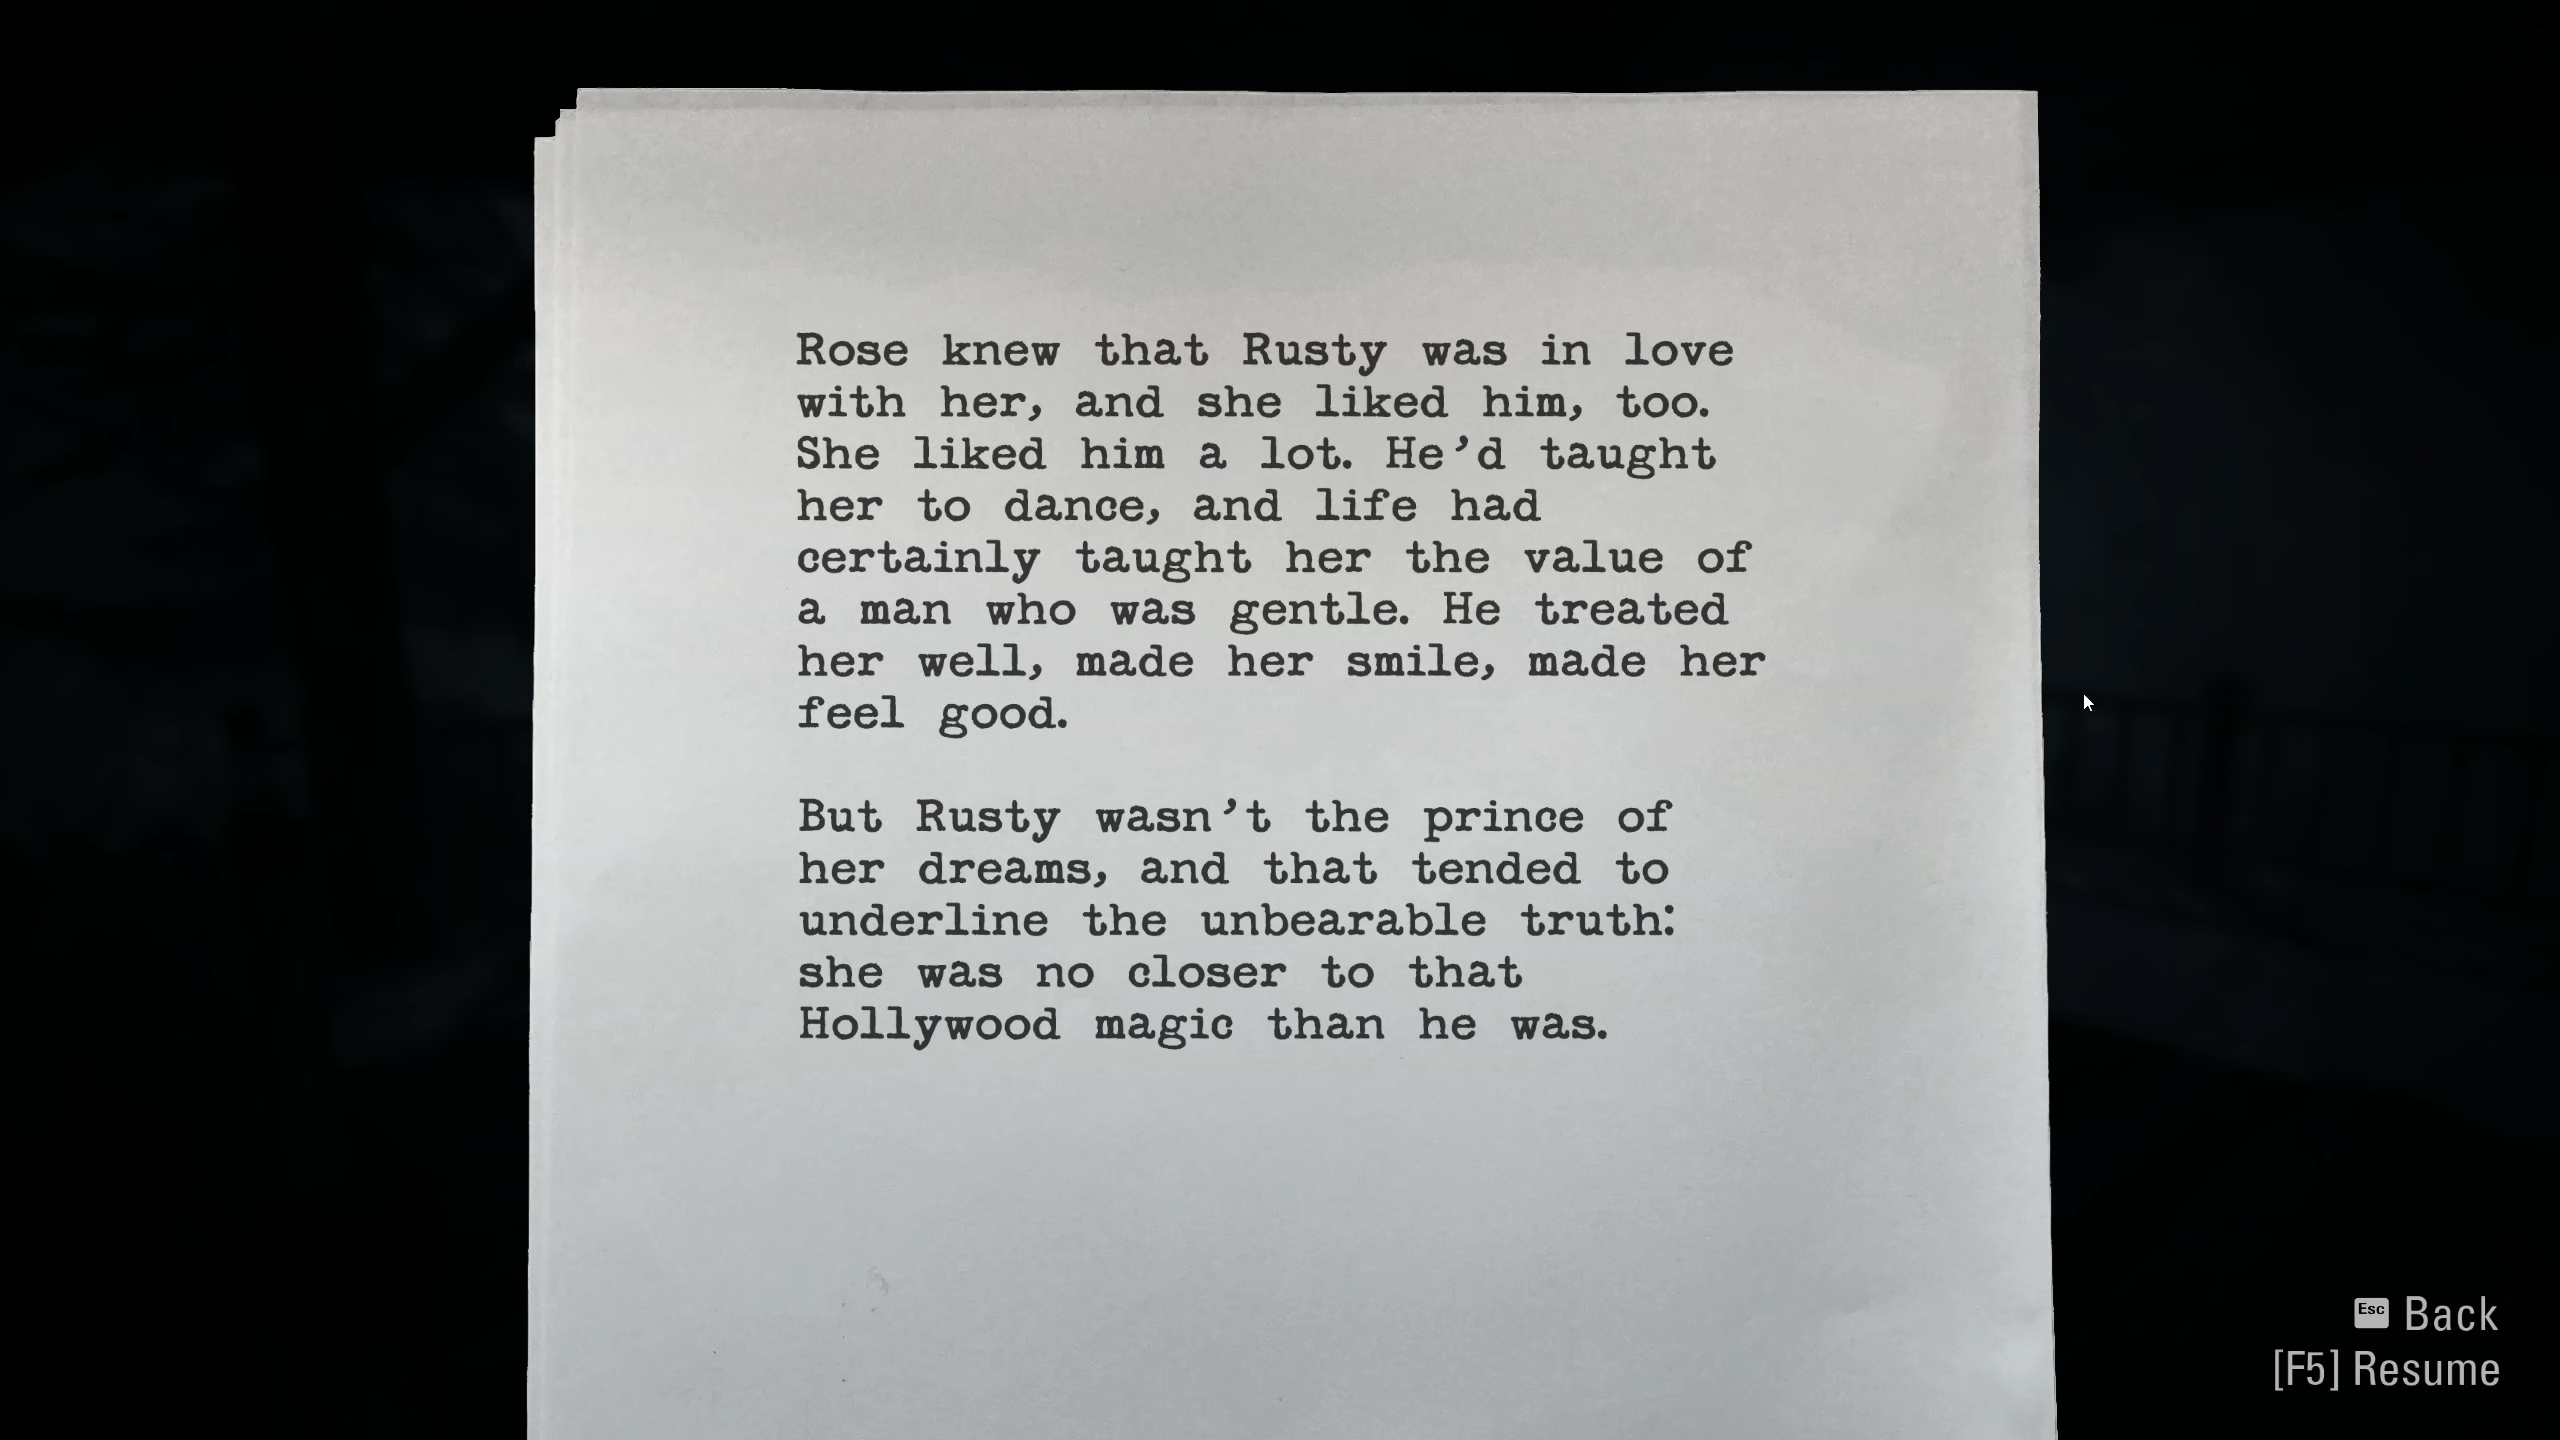 Rose knew that Rusty was in love
with her, and she liked him, too.
She liked him a lot. He’d taught
her to dance, and life had
certainly taught her the value of
a man who was gentle. He treated
her well, made her smile, made her
feel good.
But Rusty wasn’t the prince of
her dreams, and that tended to
underline the unbearable truth:
she was no closer to that
Hollywood magic than he was.
Esc Back
[F5] Resume